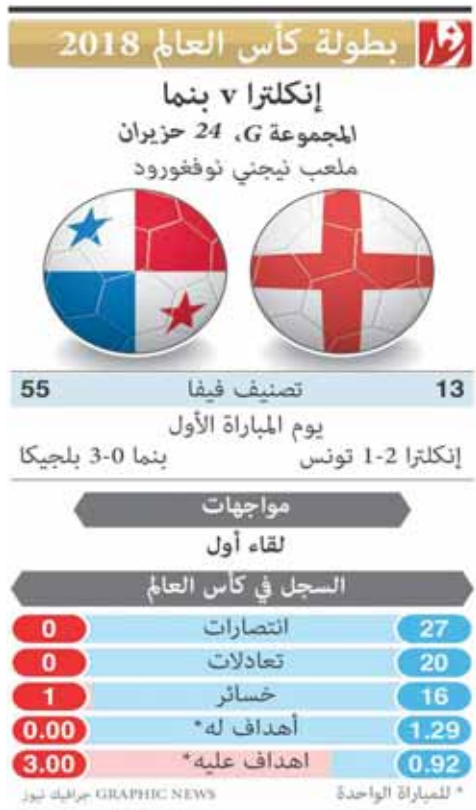 بطولة كأس العالم 2018
إنكلترا v بنما
المجموعة G، 24 حزيران
ملعب نيجني نوفغورود
13 تصنيف فيفا 55
يوم المباراة الأول
إنكلترا 2-1 تونس بنما 0-3 بلجيكا
مواجهات
لقاء أول
السجل في كأس العالم
27 انتصارات 0
20 تعادلات 0
16 خسائر 1
1.29 أهداف له* 0.00
0.92 اهداف عليه* 3.00
* للمباراة الواحدة GRAPHIC NEWS جرافيك نيوز